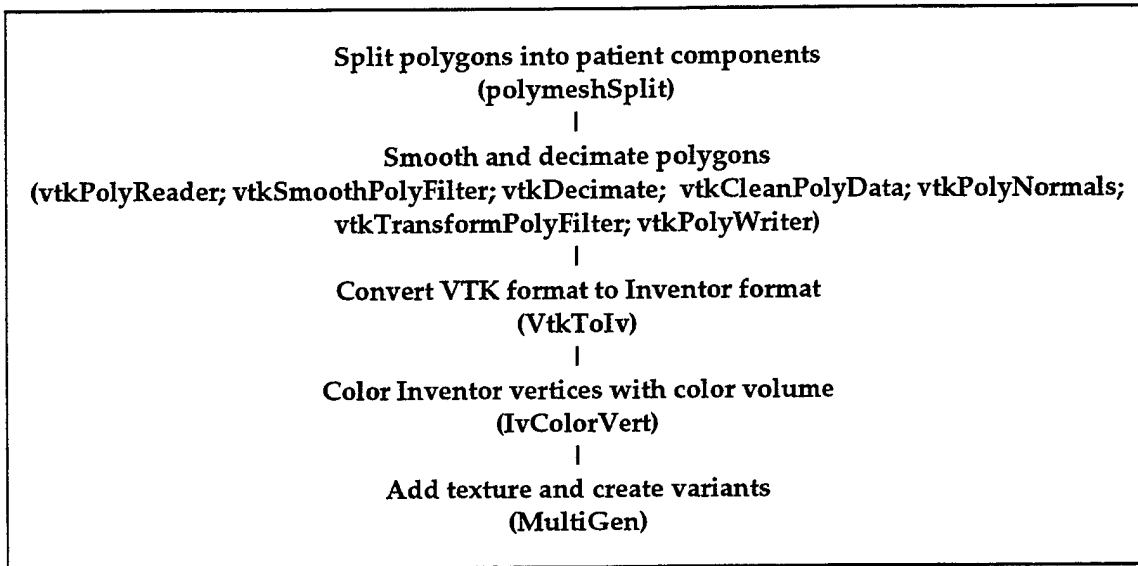 Split polygons into patient components
(polymeshSplit)
|
Smooth and decimate polygons
(vtkPolyReader; vtkSmoothPolyFilter; vtkDecimate; vtkCleanPolyData; vtkPolyNormals;
vtkTransformPolyFilter; vtkPolyWriter)
|
Convert VTK format to Inventor format
(VtkToIv)
|
Color Inventor vertices with color volume
(IvColorVert)
|
Add texture and create variants
(MultiGen)